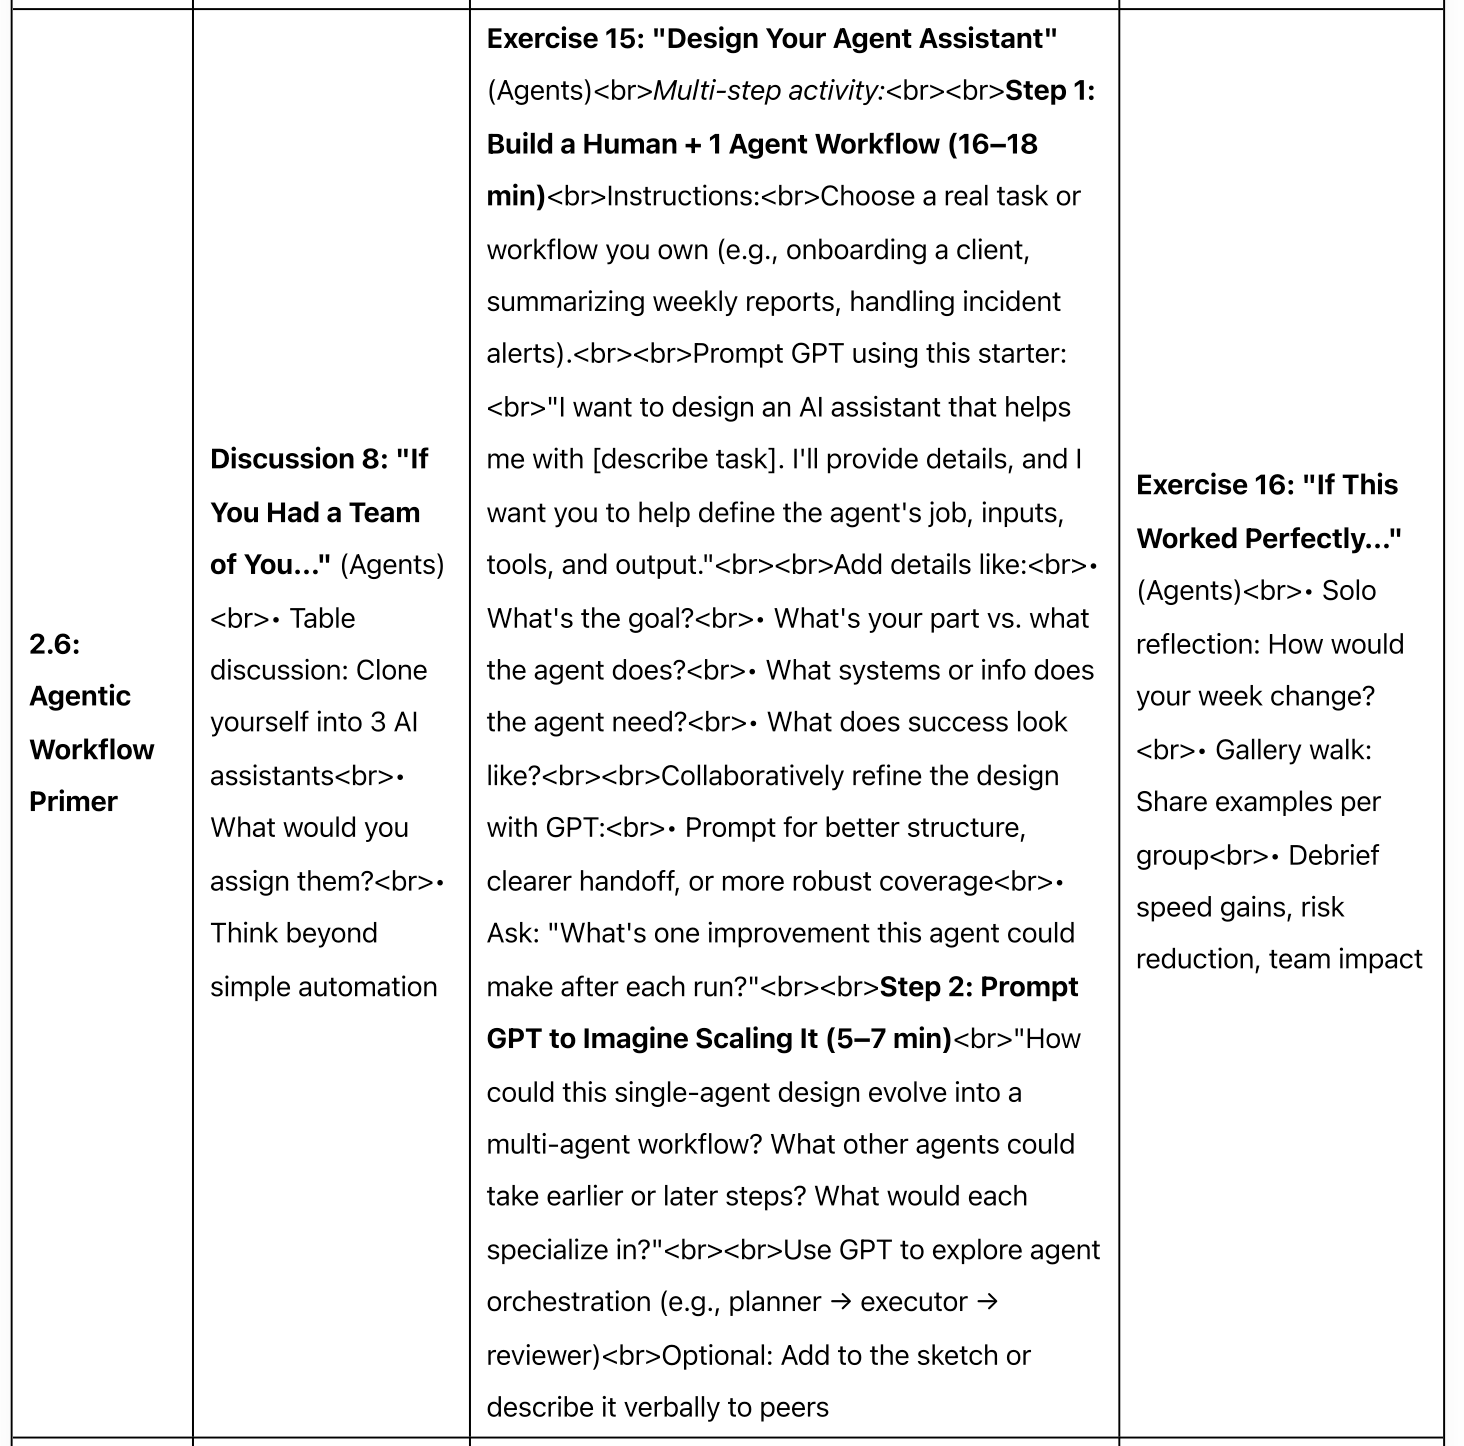 2.6:
Agentic
Workflow
Primer
Discussion 8: "If
You Had a Team
of You..." (Agents)
<br>• Table
discussion: Clone
yourself into 3 AI
assistants<br>•
What would you
assign them?<br>•
Think beyond
simple automation
Exercise 15: "Design Your Agent Assistant"
(Agents)<br>Multi-step activity:<br><br>Step 1:
Build a Human + 1 Agent Workflow (16–18
min)<br>Instructions:<br>Choose a real task or
workflow you own (e.g., onboarding a client,
summarizing weekly reports, handling incident
alerts).<br><br>Prompt GPT using this starter:
<br>"I want to design an AI assistant that helps
me with [describe task]. I'll provide details, and I
want you to help define the agent's job, inputs,
tools, and output."<br><br>Add details like:<br>•
What's the goal?<br>• What's your part vs. what
the agent does?<br>• What systems or info does
the agent need?<br>• What does success look
like?<br><br>Collaboratively refine the design
with GPT:<br>• Prompt for better structure,
clearer handoff, or more robust coverage<br>•
Ask: "What's one improvement this agent could
make after each run?"<br><br>Step 2: Prompt
GPT to Imagine Scaling It (5–7 min)<br>"How
could this single-agent design evolve into a
multi-agent workflow? What other agents could
take earlier or later steps? What would each
specialize in?"<br><br>Use GPT to explore agent
orchestration (e.g., planner → executor →
reviewer)<br>Optional: Add to the sketch or
describe it verbally to peers
Exercise 16: "If This
Worked Perfectly..."
(Agents)<br>• Solo
reflection: How would
your week change?
<br>• Gallery walk:
Share examples per
group<br>• Debrief
speed gains, risk
reduction, team impact